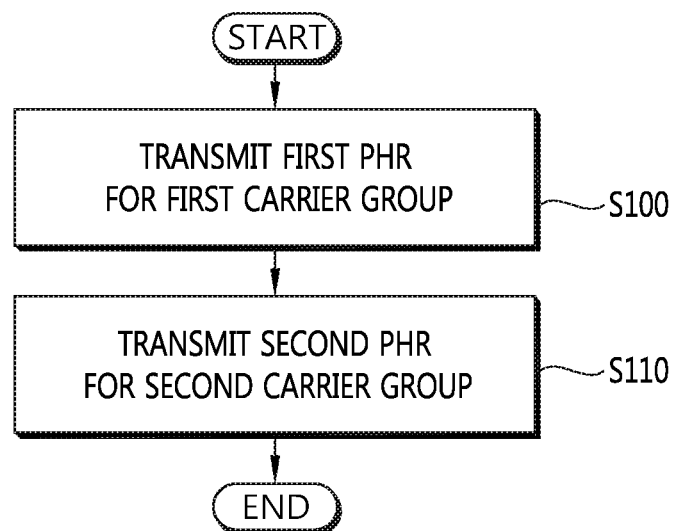 START
TRANSMIT FIRST PHR
FOR FIRST CARRIER GROUP
S100
TRANSMIT SECOND PHR
FOR SECOND CARRIER GROUP
S110
END